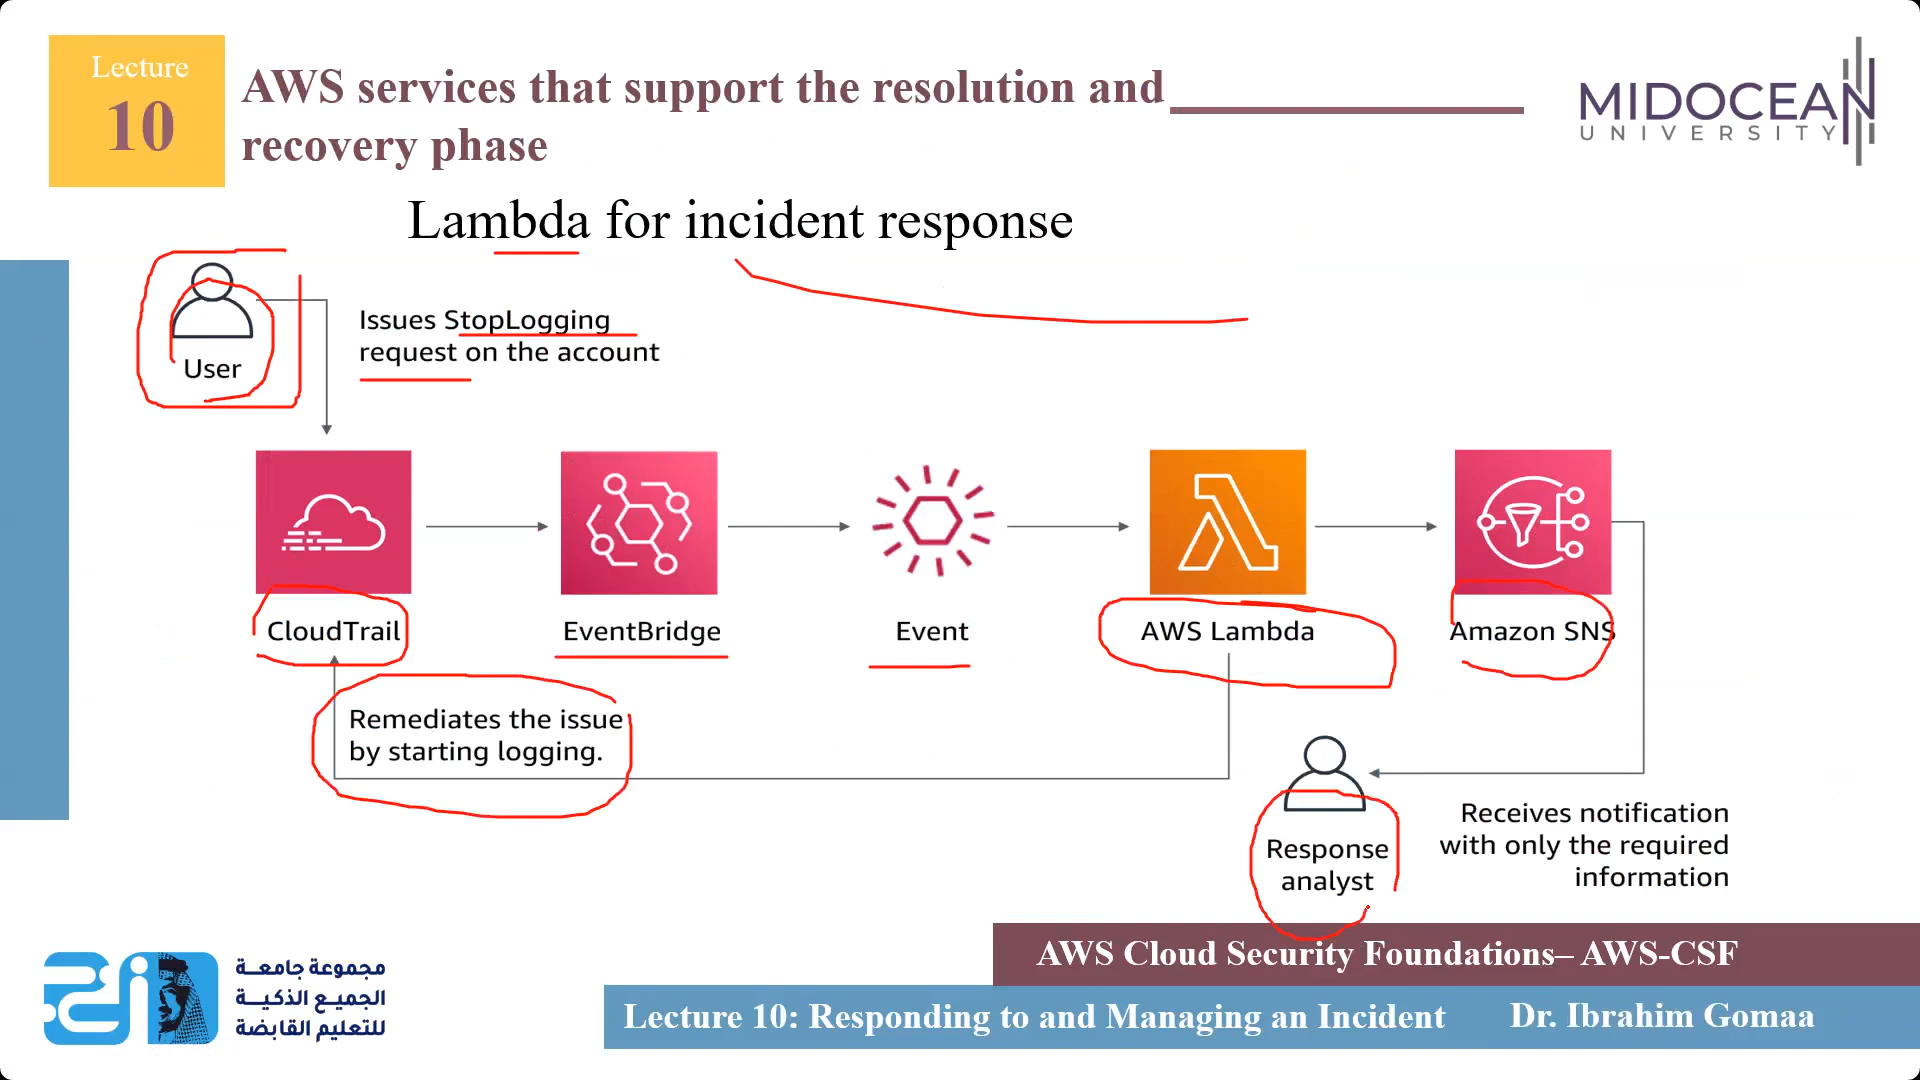 Lecture
10
AWS services that support the resolution and
recovery phase
MIDOCEAN
UNIVERSITY
Lambda for incident response
User
Issues StopLogging
request on the account
CloudTrail
EventBridge
Event
AWS Lambda
Amazon SNS
Remediates the issue
by starting logging.
Response
analyst
Receives notification
with only the required
information
AWS Cloud Security Foundations– AWS-CSF
Lecture 10: Responding to and Managing an Incident
Dr. Ibrahim Gomaa
مجموعة جامعة
الجميع الذكية
للتعليم القابضة